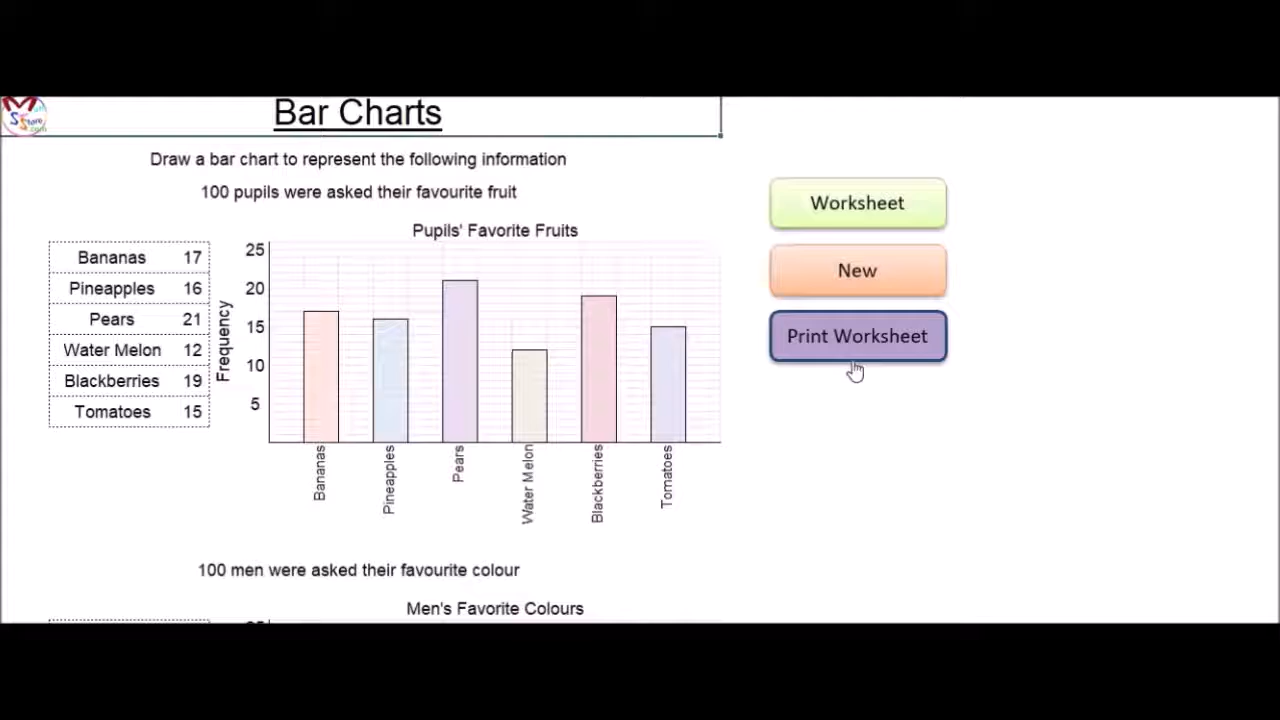 Bar Charts
Draw a bar chart to represent the following information
100 pupils were asked their favourite fruit
Worksheet
New
Print Worksheet
Pupils' Favorite Fruits
Bananas 17
Pineapples 16
Pears 21
Water Melon 12
Blackberries 19
Tomatoes 15
Frequency
25
20
15
10
5
Bananas
Pineapples
Pears
Water Melon
Blackberries
Tomatoes
100 men were asked their favourite colour
Men's Favorite Colours